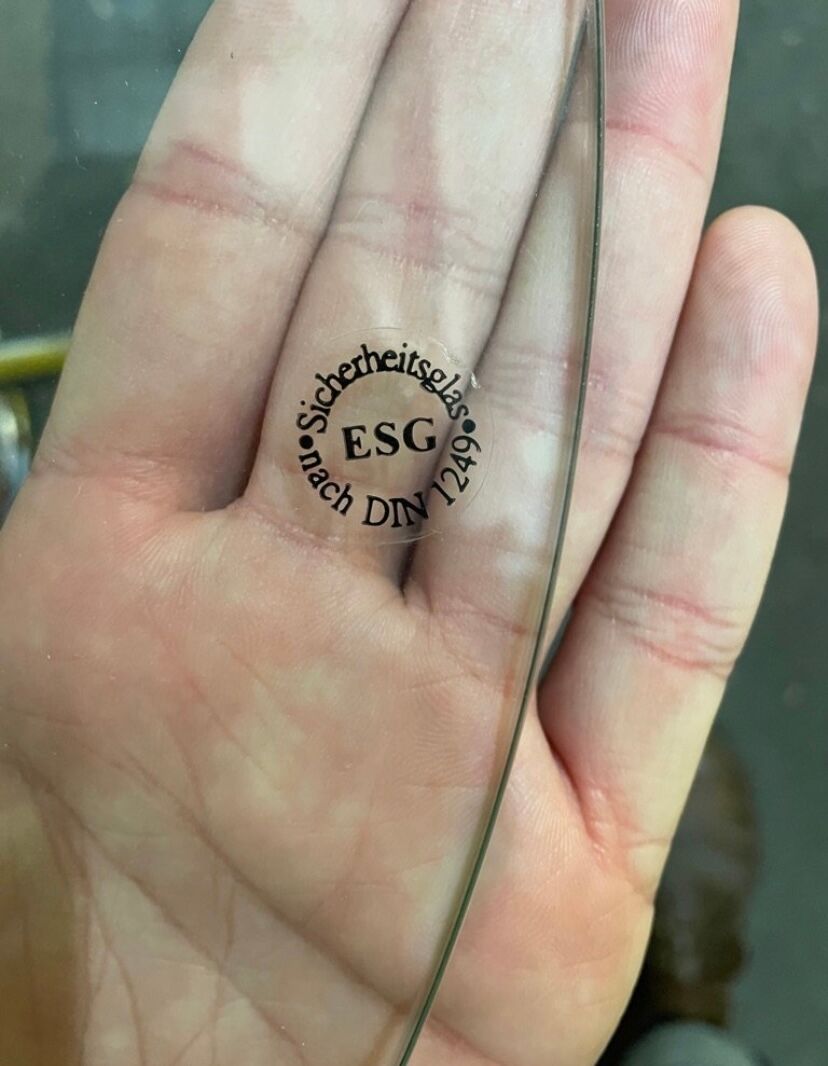 •Sicherheitsglas•
ESG
nach DIN 1249